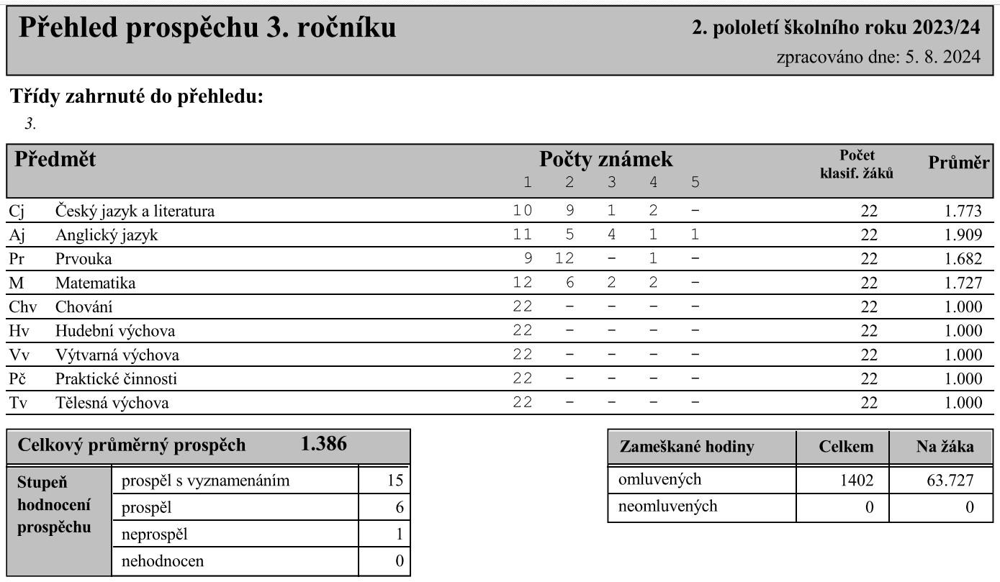 Přehled prospěchu 3. ročníku
2. pololetí školního roku 2023/24
zpracováno dne: 5. 8. 2024
Třídy zahrnuté do přehledu:
3.
Předmět Počty známek Počet klasif. žáků Průměr
1 2 3 4 5
Cj Český jazyk a literatura 10 9 1 2 - 22 1.773
Aj Anglický jazyk 11 5 4 1 1 22 1.909
Pr Prvouka 9 12 - 1 - 22 1.682
M Matematika 12 6 2 2 - 22 1.727
Chv Chování 22 - - - - 22 1.000
Hv Hudební výchova 22 - - - - 22 1.000
Vv Výtvarná výchova 22 - - - - 22 1.000
Pč Praktické činnosti 22 - - - - 22 1.000
Tv Tělesná výchova 22 - - - - 22 1.000
Celkový průměrný prospěch 1.386
Stupeň hodnocení prospěchu
prospěl s vyznamenáním 15
prospěl 6
neprospěl 1
nehodnocen 0
Zameškané hodiny Celkem Na žáka
omluvených 1402 63.727
neomluvených 0 0